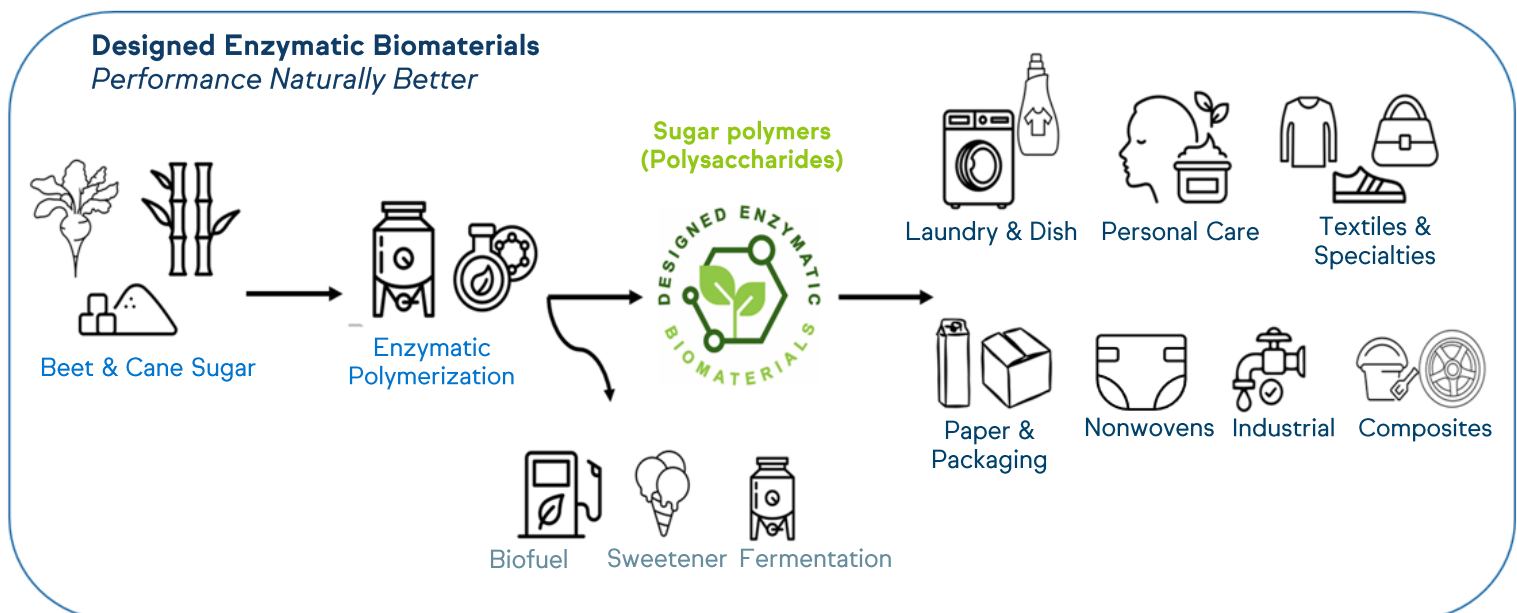 Designed Enzymatic Biomaterials
Performance Naturally Better
Sugar polymers
(Polysaccharides)
DESIGNED ENZYMATIC
BIOMATERIALS
Beet & Cane Sugar
Enzymatic
Polymerization
Laundry & Dish
Personal Care
Textiles &
Specialties
Paper &
Packaging
Nonwovens
Industrial
Composites
Biofuel
Sweetener
Fermentation